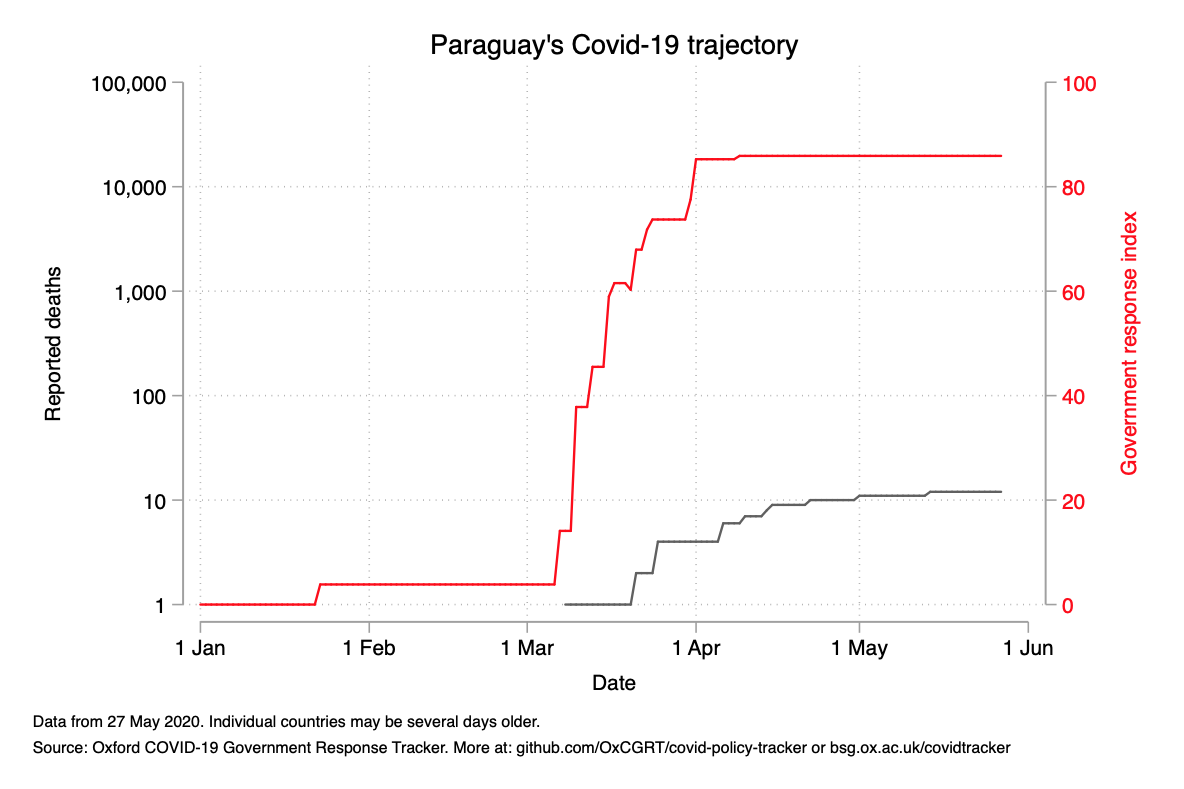 Paraguay's Covid-19 trajectory
100,000
10,000
1,000
100
10
1
Reported deaths
100
80
60
40
20
0
Government response index
1 Jan
1 Feb
1 Mar
1 Apr
1 May
1 Jun
Date
Data from 27 May 2020. Individual countries may be several days older.
Source: Oxford COVID-19 Government Response Tracker. More at: github.com/OxCGRT/covid-policy-tracker or bsg.ox.ac.uk/covidtracker